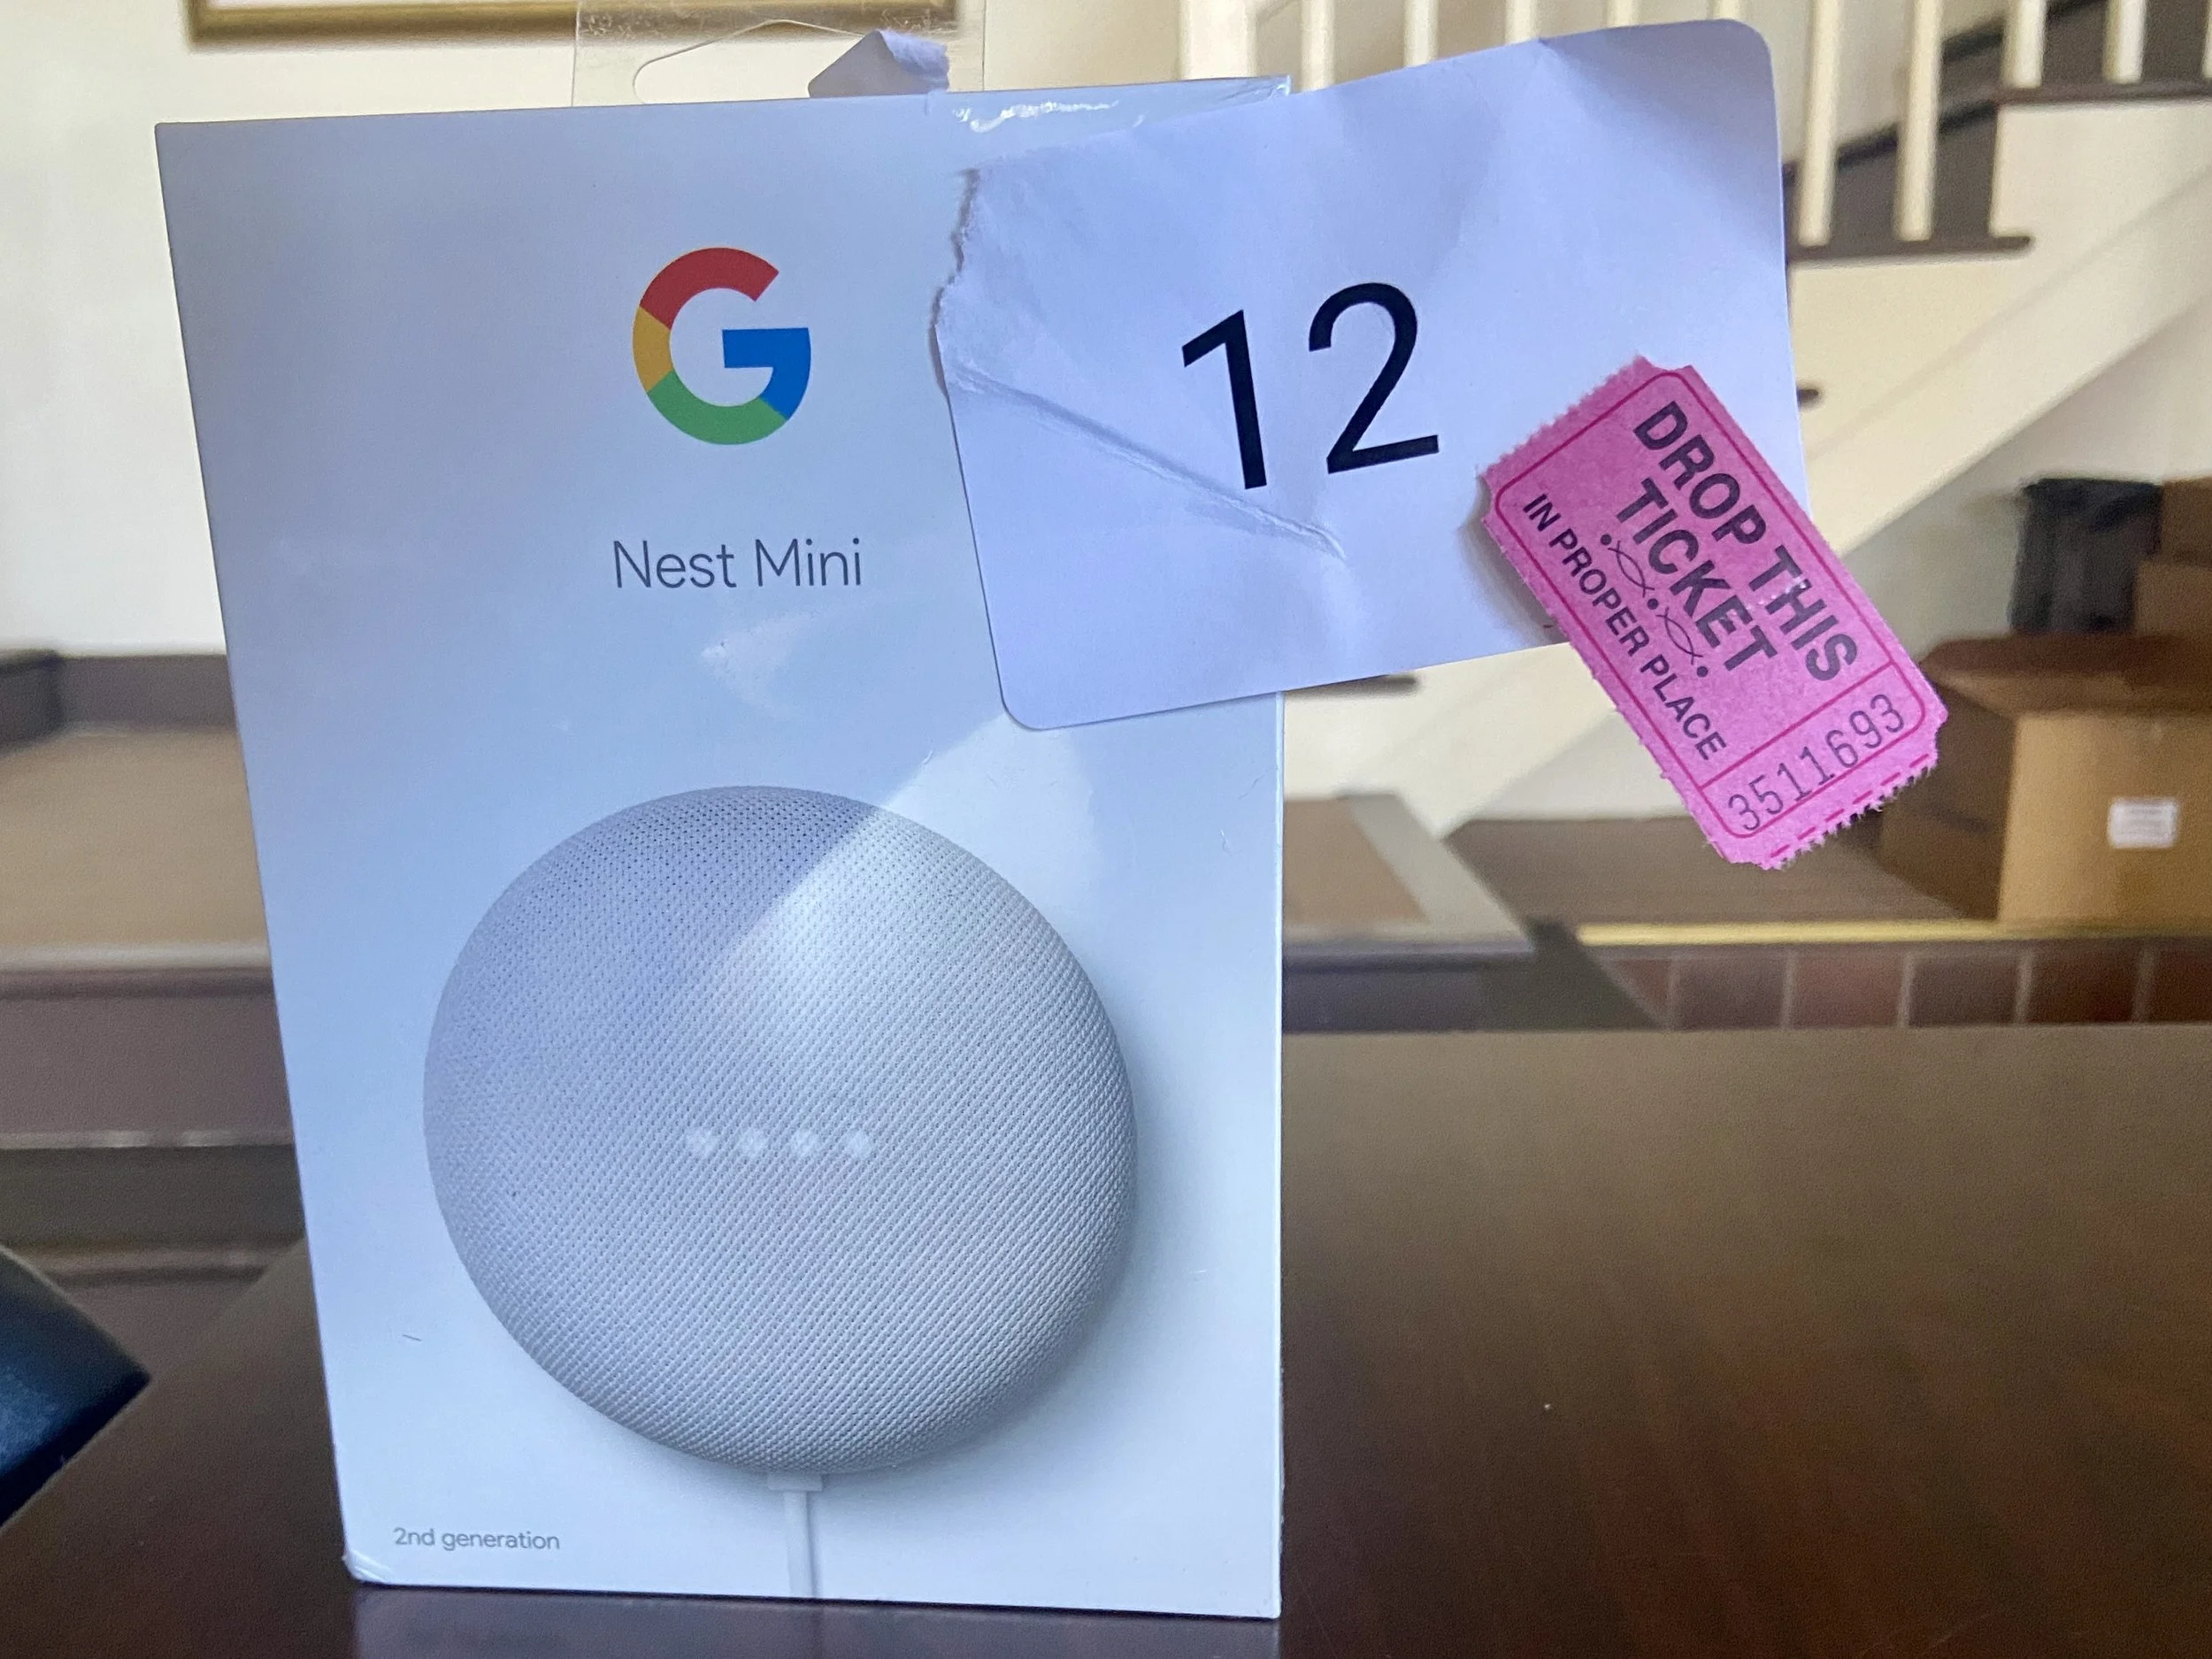 G
Nest Mini
12
DROP THIS
TICKET
IN PROPER PLACE
3511693
2nd generation